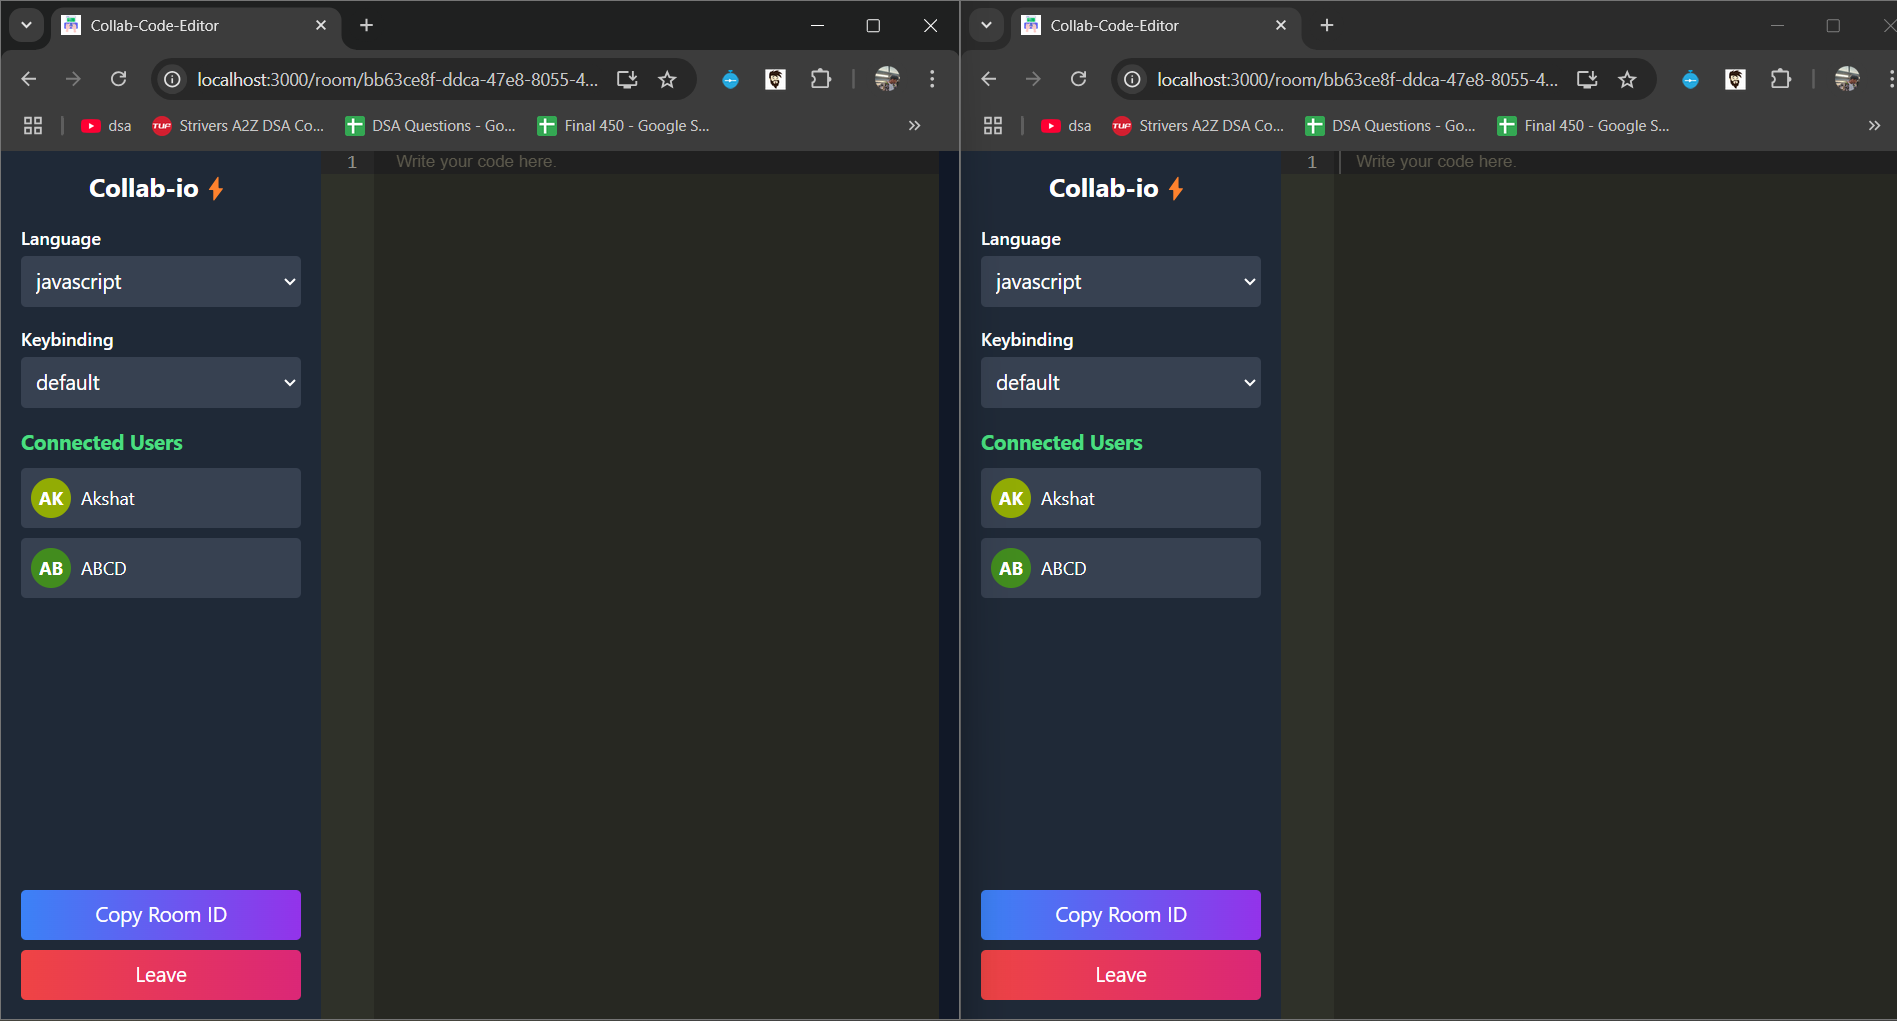 Collab-Code-Editor
localhost:3000/room/bb63ce8f-ddca-47e8-8055-4...
dsa
TUF Strivers A2Z DSA Co...
DSA Questions - Go...
Final 450 - Google S...
Collab-io
Language
javascript
Keybinding
default
Connected Users
AK Akshat
AB ABCD
Copy Room ID
Leave
1 Write your code here.
Collab-Code-Editor
localhost:3000/room/bb63ce8f-ddca-47e8-8055-4...
dsa
TUF Strivers A2Z DSA Co...
DSA Questions - Go...
Final 450 - Google S...
Collab-io
Language
javascript
Keybinding
default
Connected Users
AK Akshat
AB ABCD
Copy Room ID
Leave
1 Write your code here.